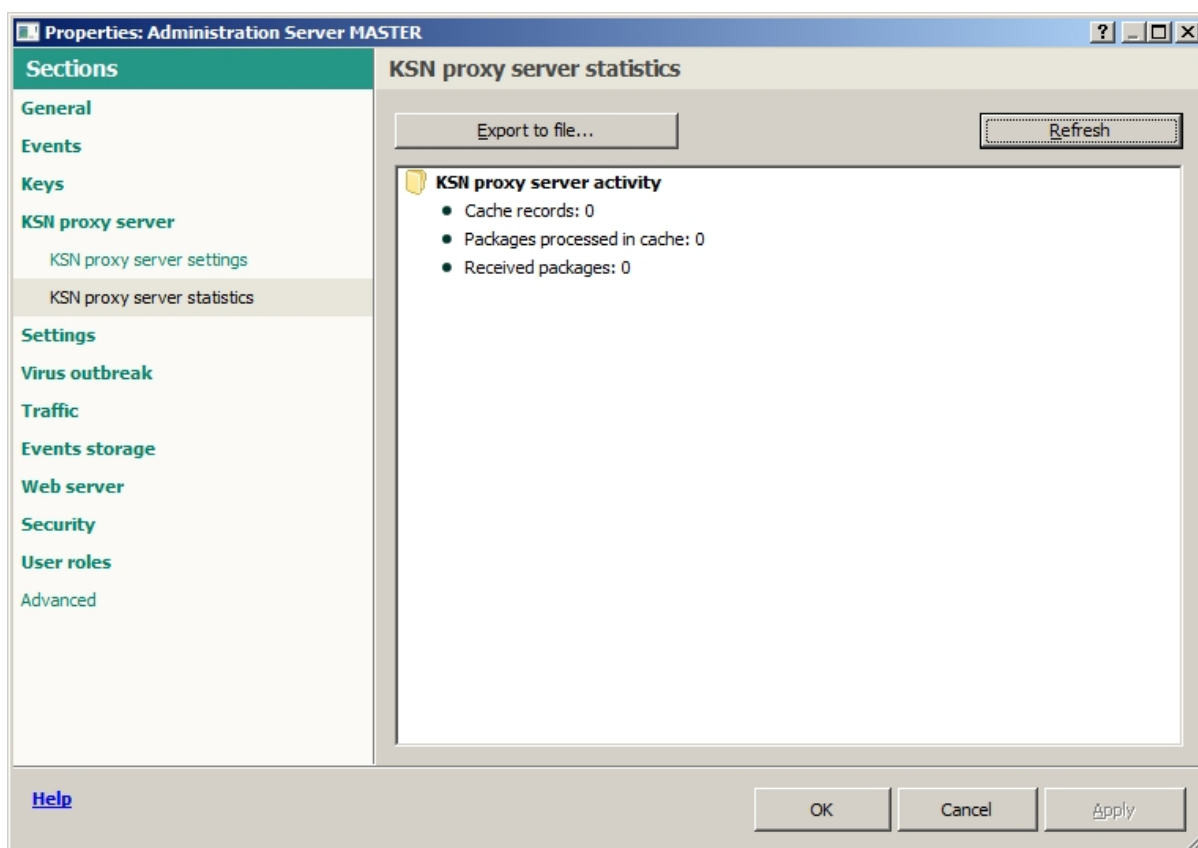 Properties: Administration Server MASTER
Sections
General
Events
Keys
KSN proxy server
KSN proxy server settings
KSN proxy server statistics
Settings
Virus outbreak
Traffic
Events storage
Web server
Security
User roles
Advanced
KSN proxy server statistics
Export to file...
Refresh
KSN proxy server activity
Cache records: 0
Packages processed in cache: 0
Received packages: 0
Help
OK
Cancel
Apply